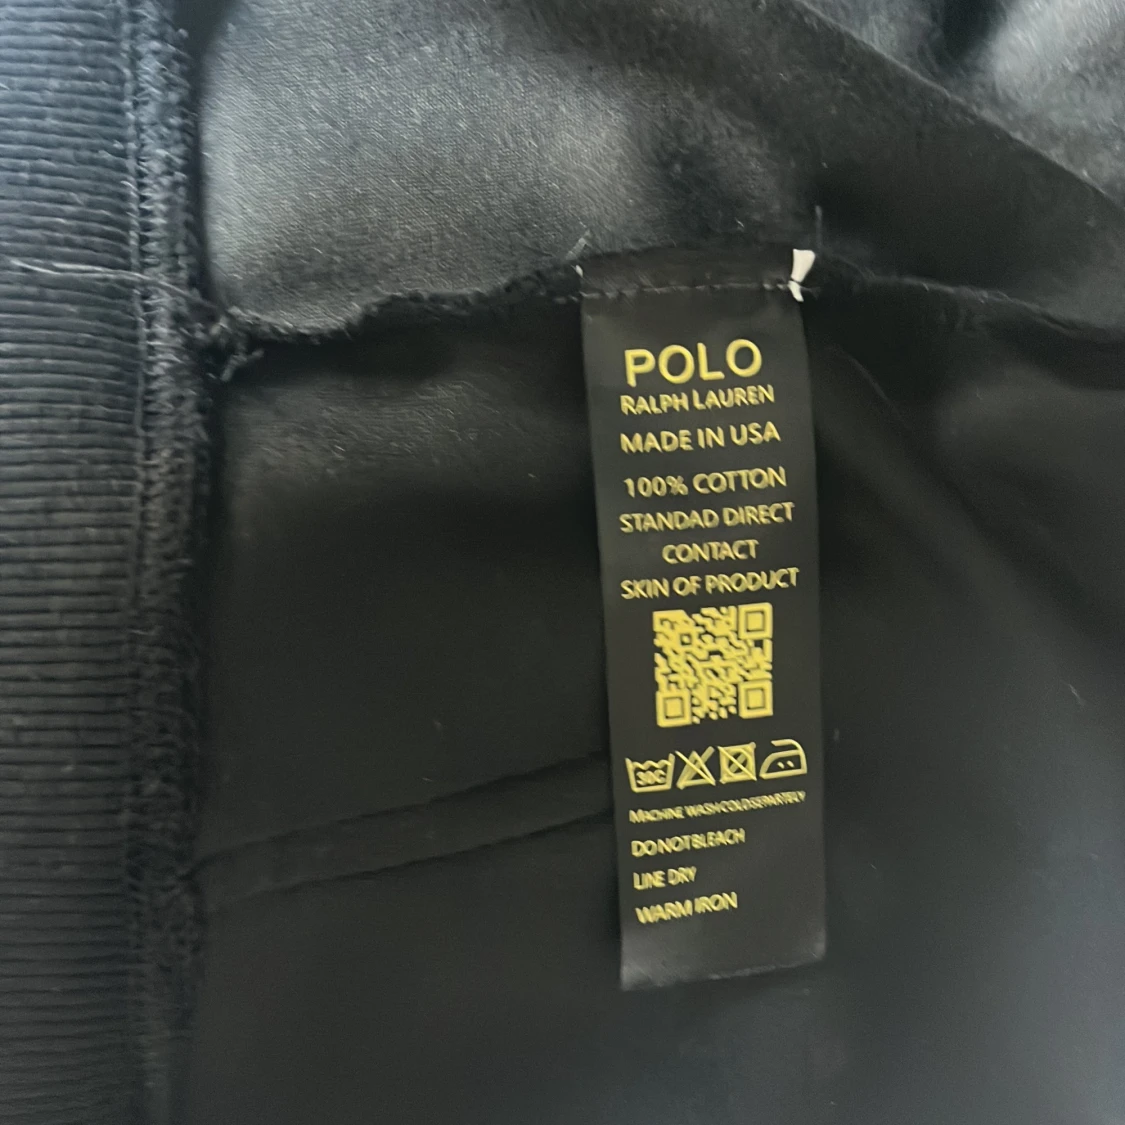 POLO
RALPH LAUREN
MADE IN USA
100% COTTON
STANDAD DIRECT
CONTACT
SKIN OF PRODUCT
30C
MACHINE WASH COLD SEPARTELY
DO NOT BLEACH
LINE DRY
WARM IRON